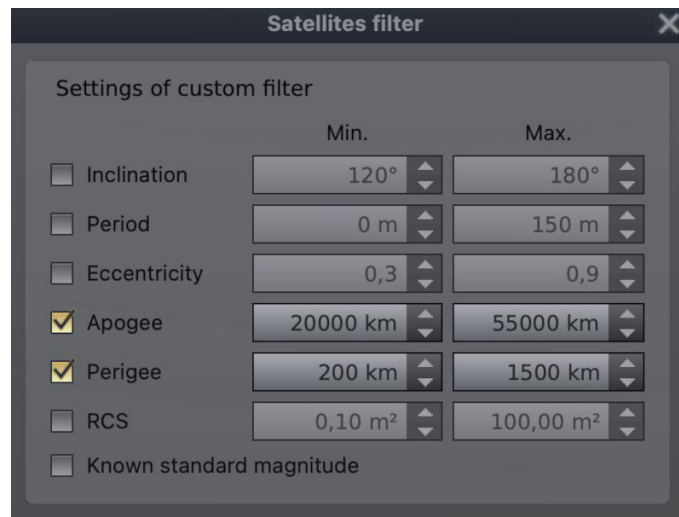 Satellites filter
Settings of custom filter
Min. Max.
Inclination 120° 180°
Period 0 m 150 m
Eccentricity 0,3 0,9
Apogee 20000 km 55000 km
Perigee 200 km 1500 km
RCS 0,10 m² 100,00 m²
Known standard magnitude